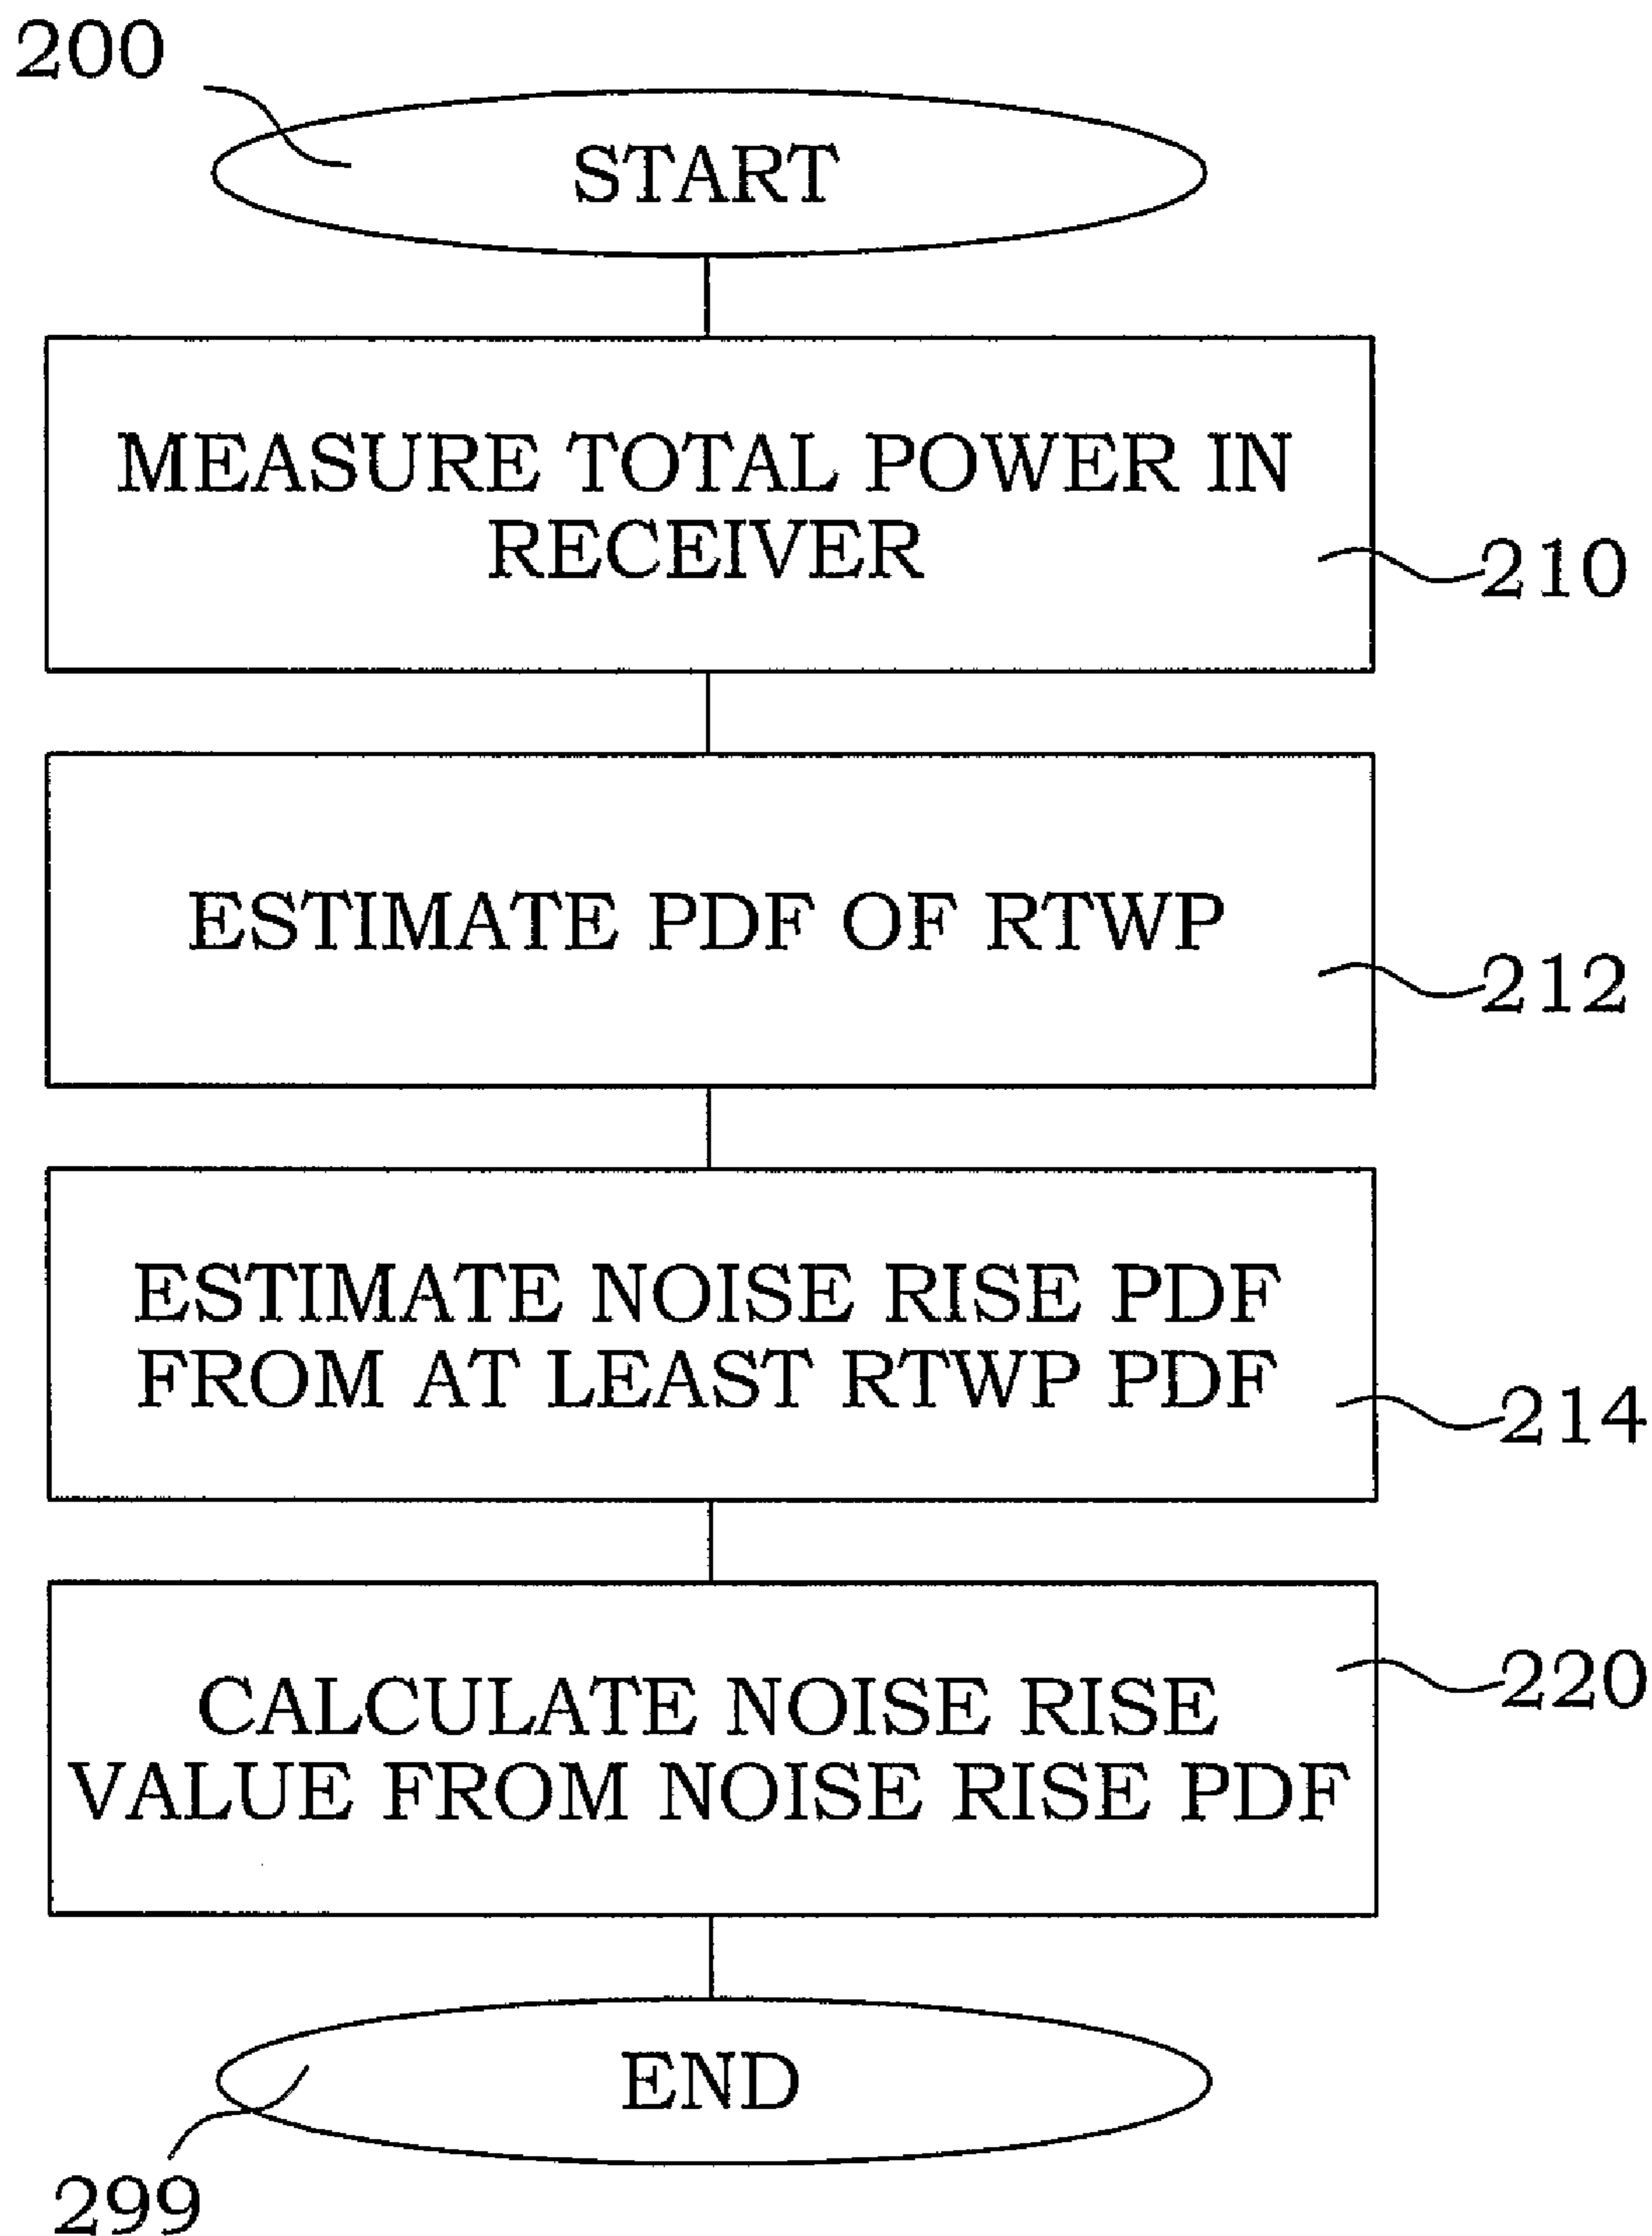 200
START
MEASURE TOTAL POWER IN
RECEIVER
210
ESTIMATE PDF OF RTWP
212
ESTIMATE NOISE RISE PDF
FROM AT LEAST RTWP PDF
214
CALCULATE NOISE RISE
VALUE FROM NOISE RISE PDF
220
END
299